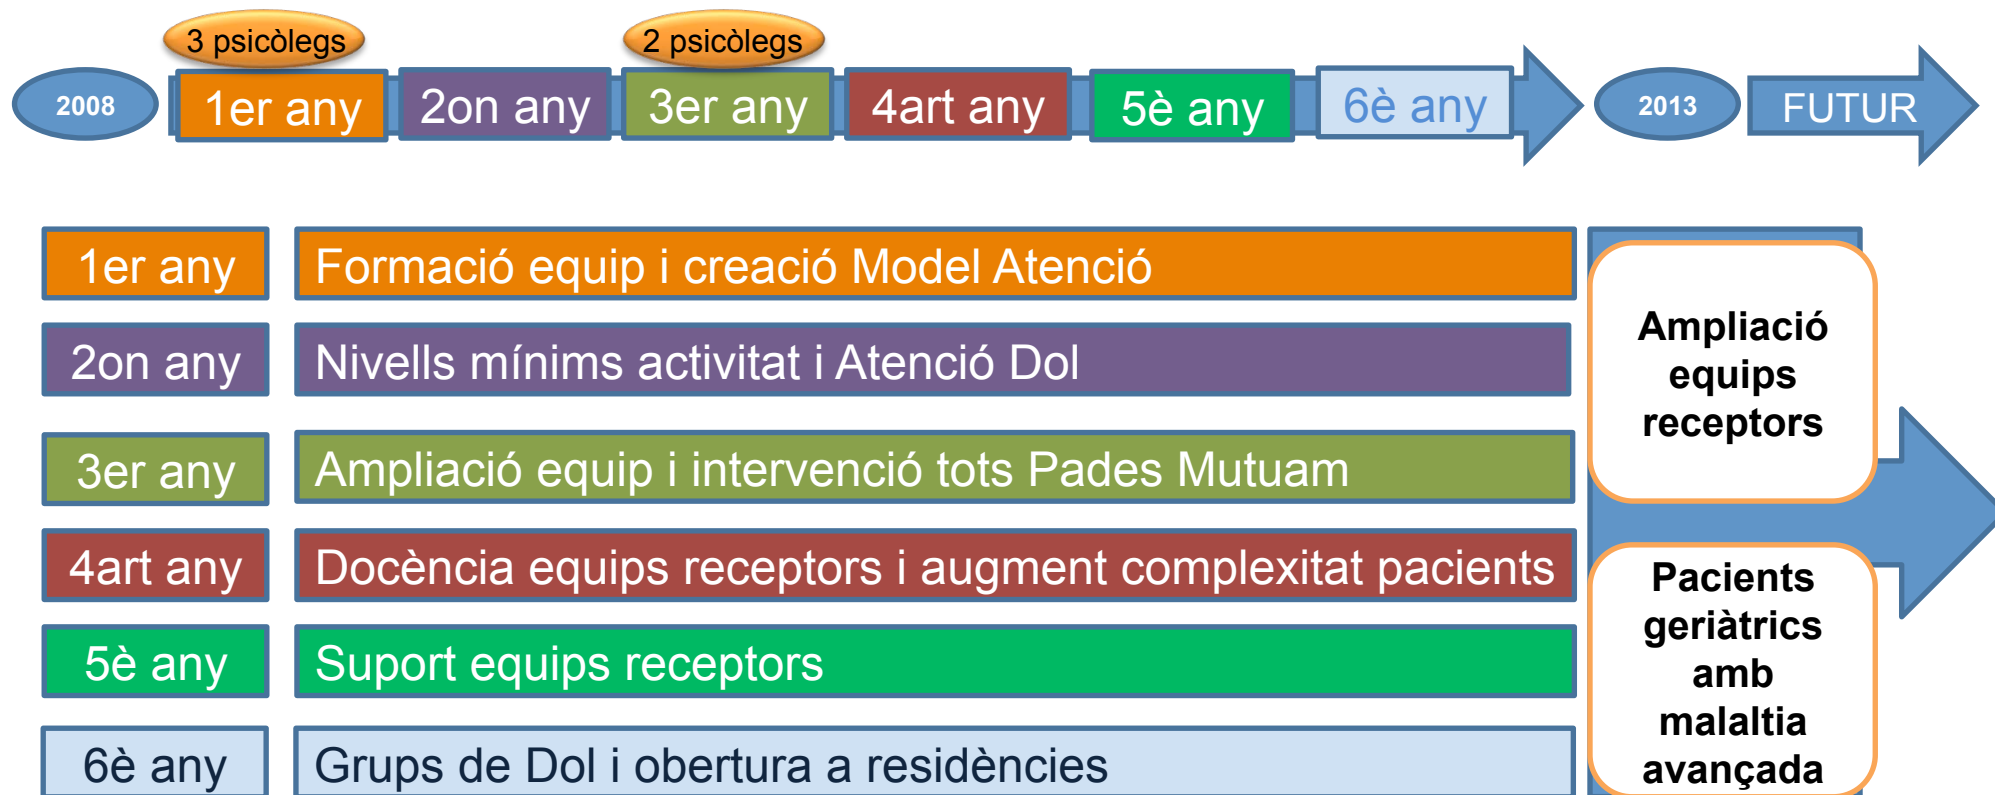 3 psicòlegs
2 psicòlegs
2008
1er any
2on any
3er any
4art any
5è any
6è any
2013
FUTUR
1er any
Formació equip i creació Model Atenció
2on any
Nivells mínims activitat i Atenció Dol
3er any
Ampliació equip i intervenció tots Pades Mutuam
4art any
Docència equips receptors i augment complexitat pacients
5è any
Suport equips receptors
6è any
Grups de Dol i obertura a residències
Ampliació
equips
receptors
Pacients
geriàtrics
amb
malaltia
avançada